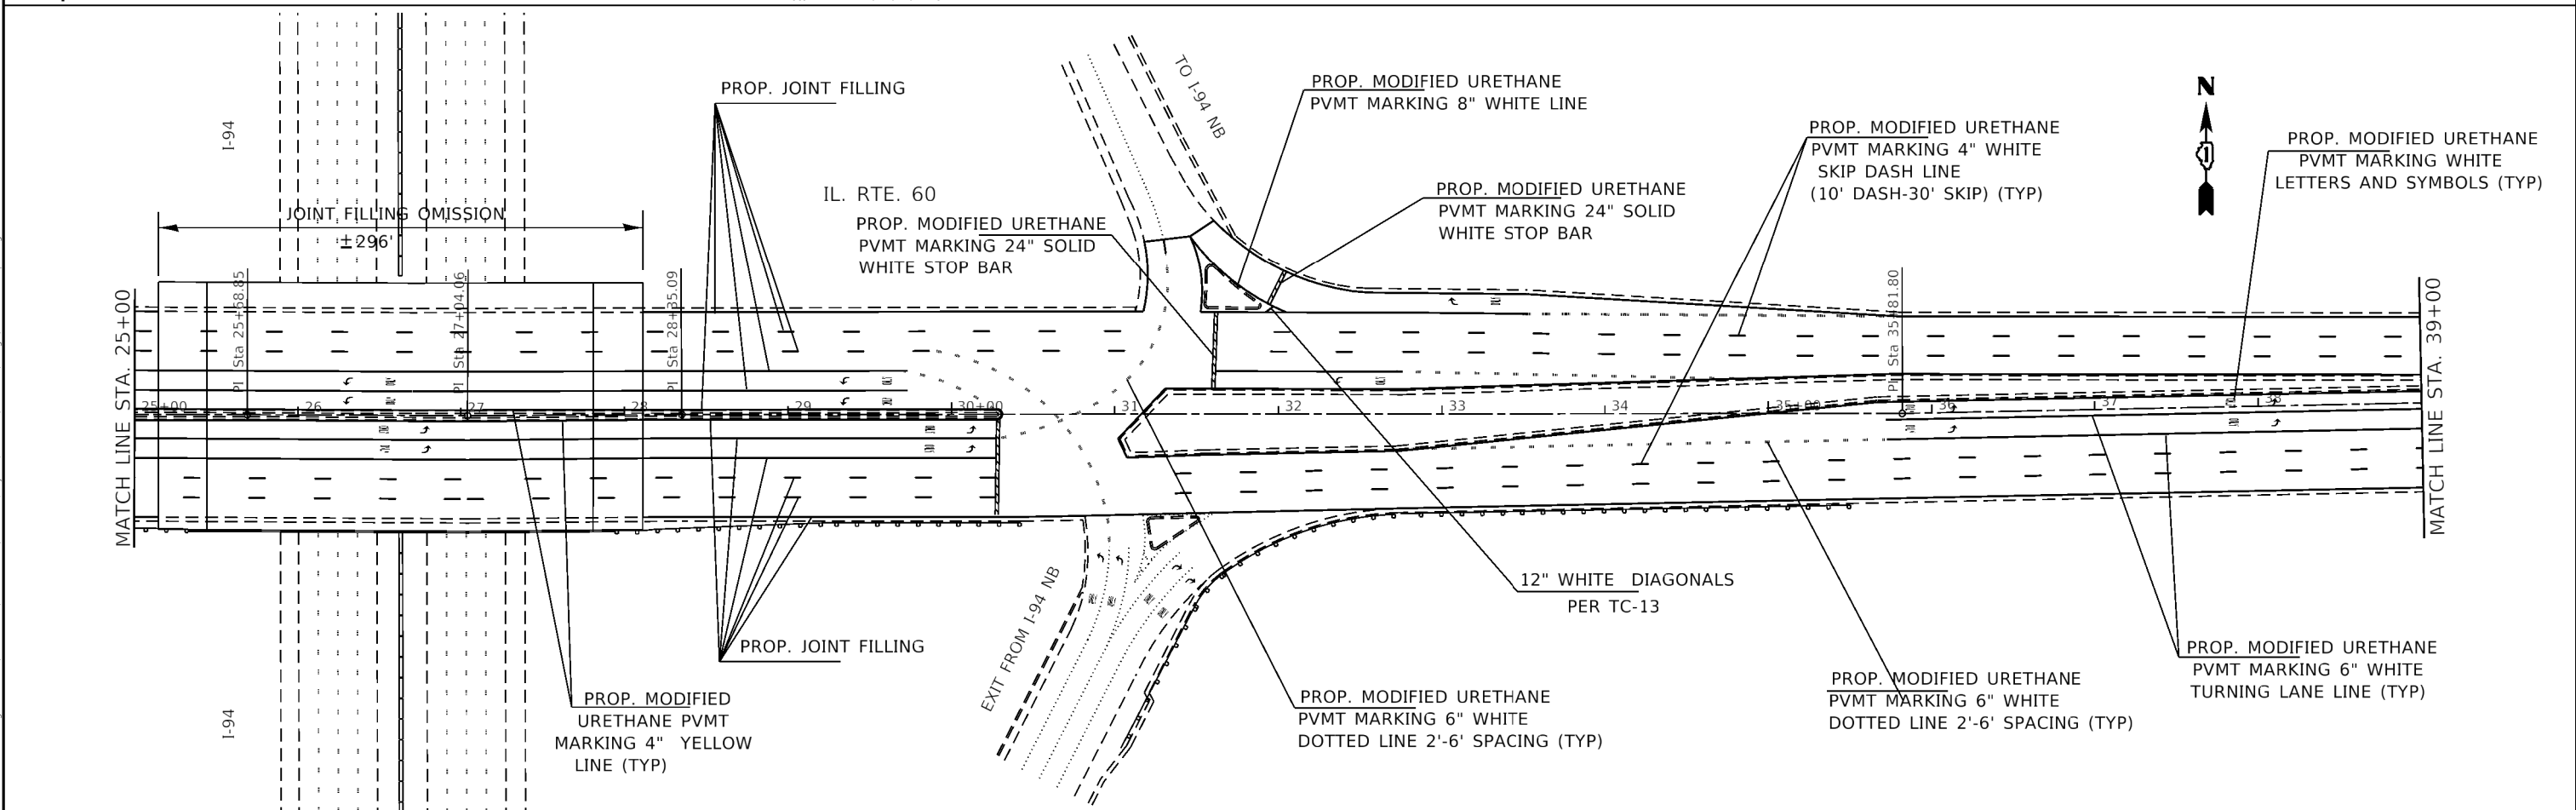 PROP. JOINT FILLING
TO I-94 NB
PROP. MODIFIED URETHANE
PVMT MARKING 8" WHITE LINE
PROP. MODIFIED URETHANE
PVMT MARKING 4" WHITE
SKIP DASH LINE
(10' DASH-30' SKIP) (TYP)
N
1
PROP. MODIFIED URETHANE
PVMT MARKING WHITE
LETTERS AND SYMBOLS (TYP)
I-94
IL. RTE. 60
PROP. MODIFIED URETHANE
PVMT MARKING 24" SOLID
WHITE STOP BAR
PROP. MODIFIED URETHANE
PVMT MARKING 24" SOLID
WHITE STOP BAR
JOINT FILLING OMISSION
±296'
MATCH LINE STA. 25+00
PI Sta 25+68.85
PI Sta 27+04.06
PI Sta 28+35.09
PI Sta 35+81.80
MATCH LINE STA. 39+00
25+00 26 27 28 29 30+00 31 32 33 34 35+00 36 37 38
12" WHITE DIAGONALS
PER TC-13
EXIT FROM I-94 NB
PROP. JOINT FILLING
I-94
PROP. MODIFIED
URETHANE PVMT
MARKING 4" YELLOW
LINE (TYP)
PROP. MODIFIED URETHANE
PVMT MARKING 6" WHITE
DOTTED LINE 2'-6' SPACING (TYP)
PROP. MODIFIED URETHANE
PVMT MARKING 6" WHITE
DOTTED LINE 2'-6' SPACING (TYP)
PROP. MODIFIED URETHANE
PVMT MARKING 6" WHITE
TURNING LANE LINE (TYP)